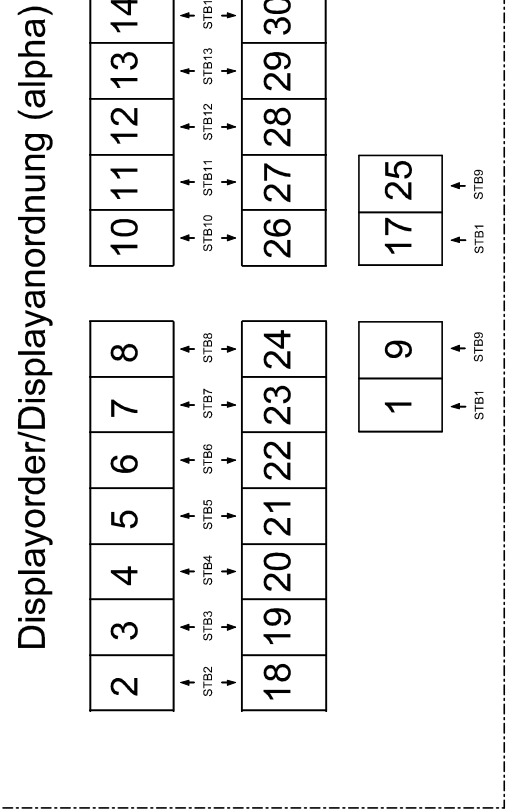 Displayorder/Displayanordnung (alpha)
2 3 4 5 6 7 8 10 11 12 13 14
STB2 STB3 STB4 STB5 STB6 STB7 STB8 STB10 STB11 STB12 STB13
18 19 20 21 22 23 24 26 27 28 29 30
1 9 17 25
STB1 STB9 STB1 STB9